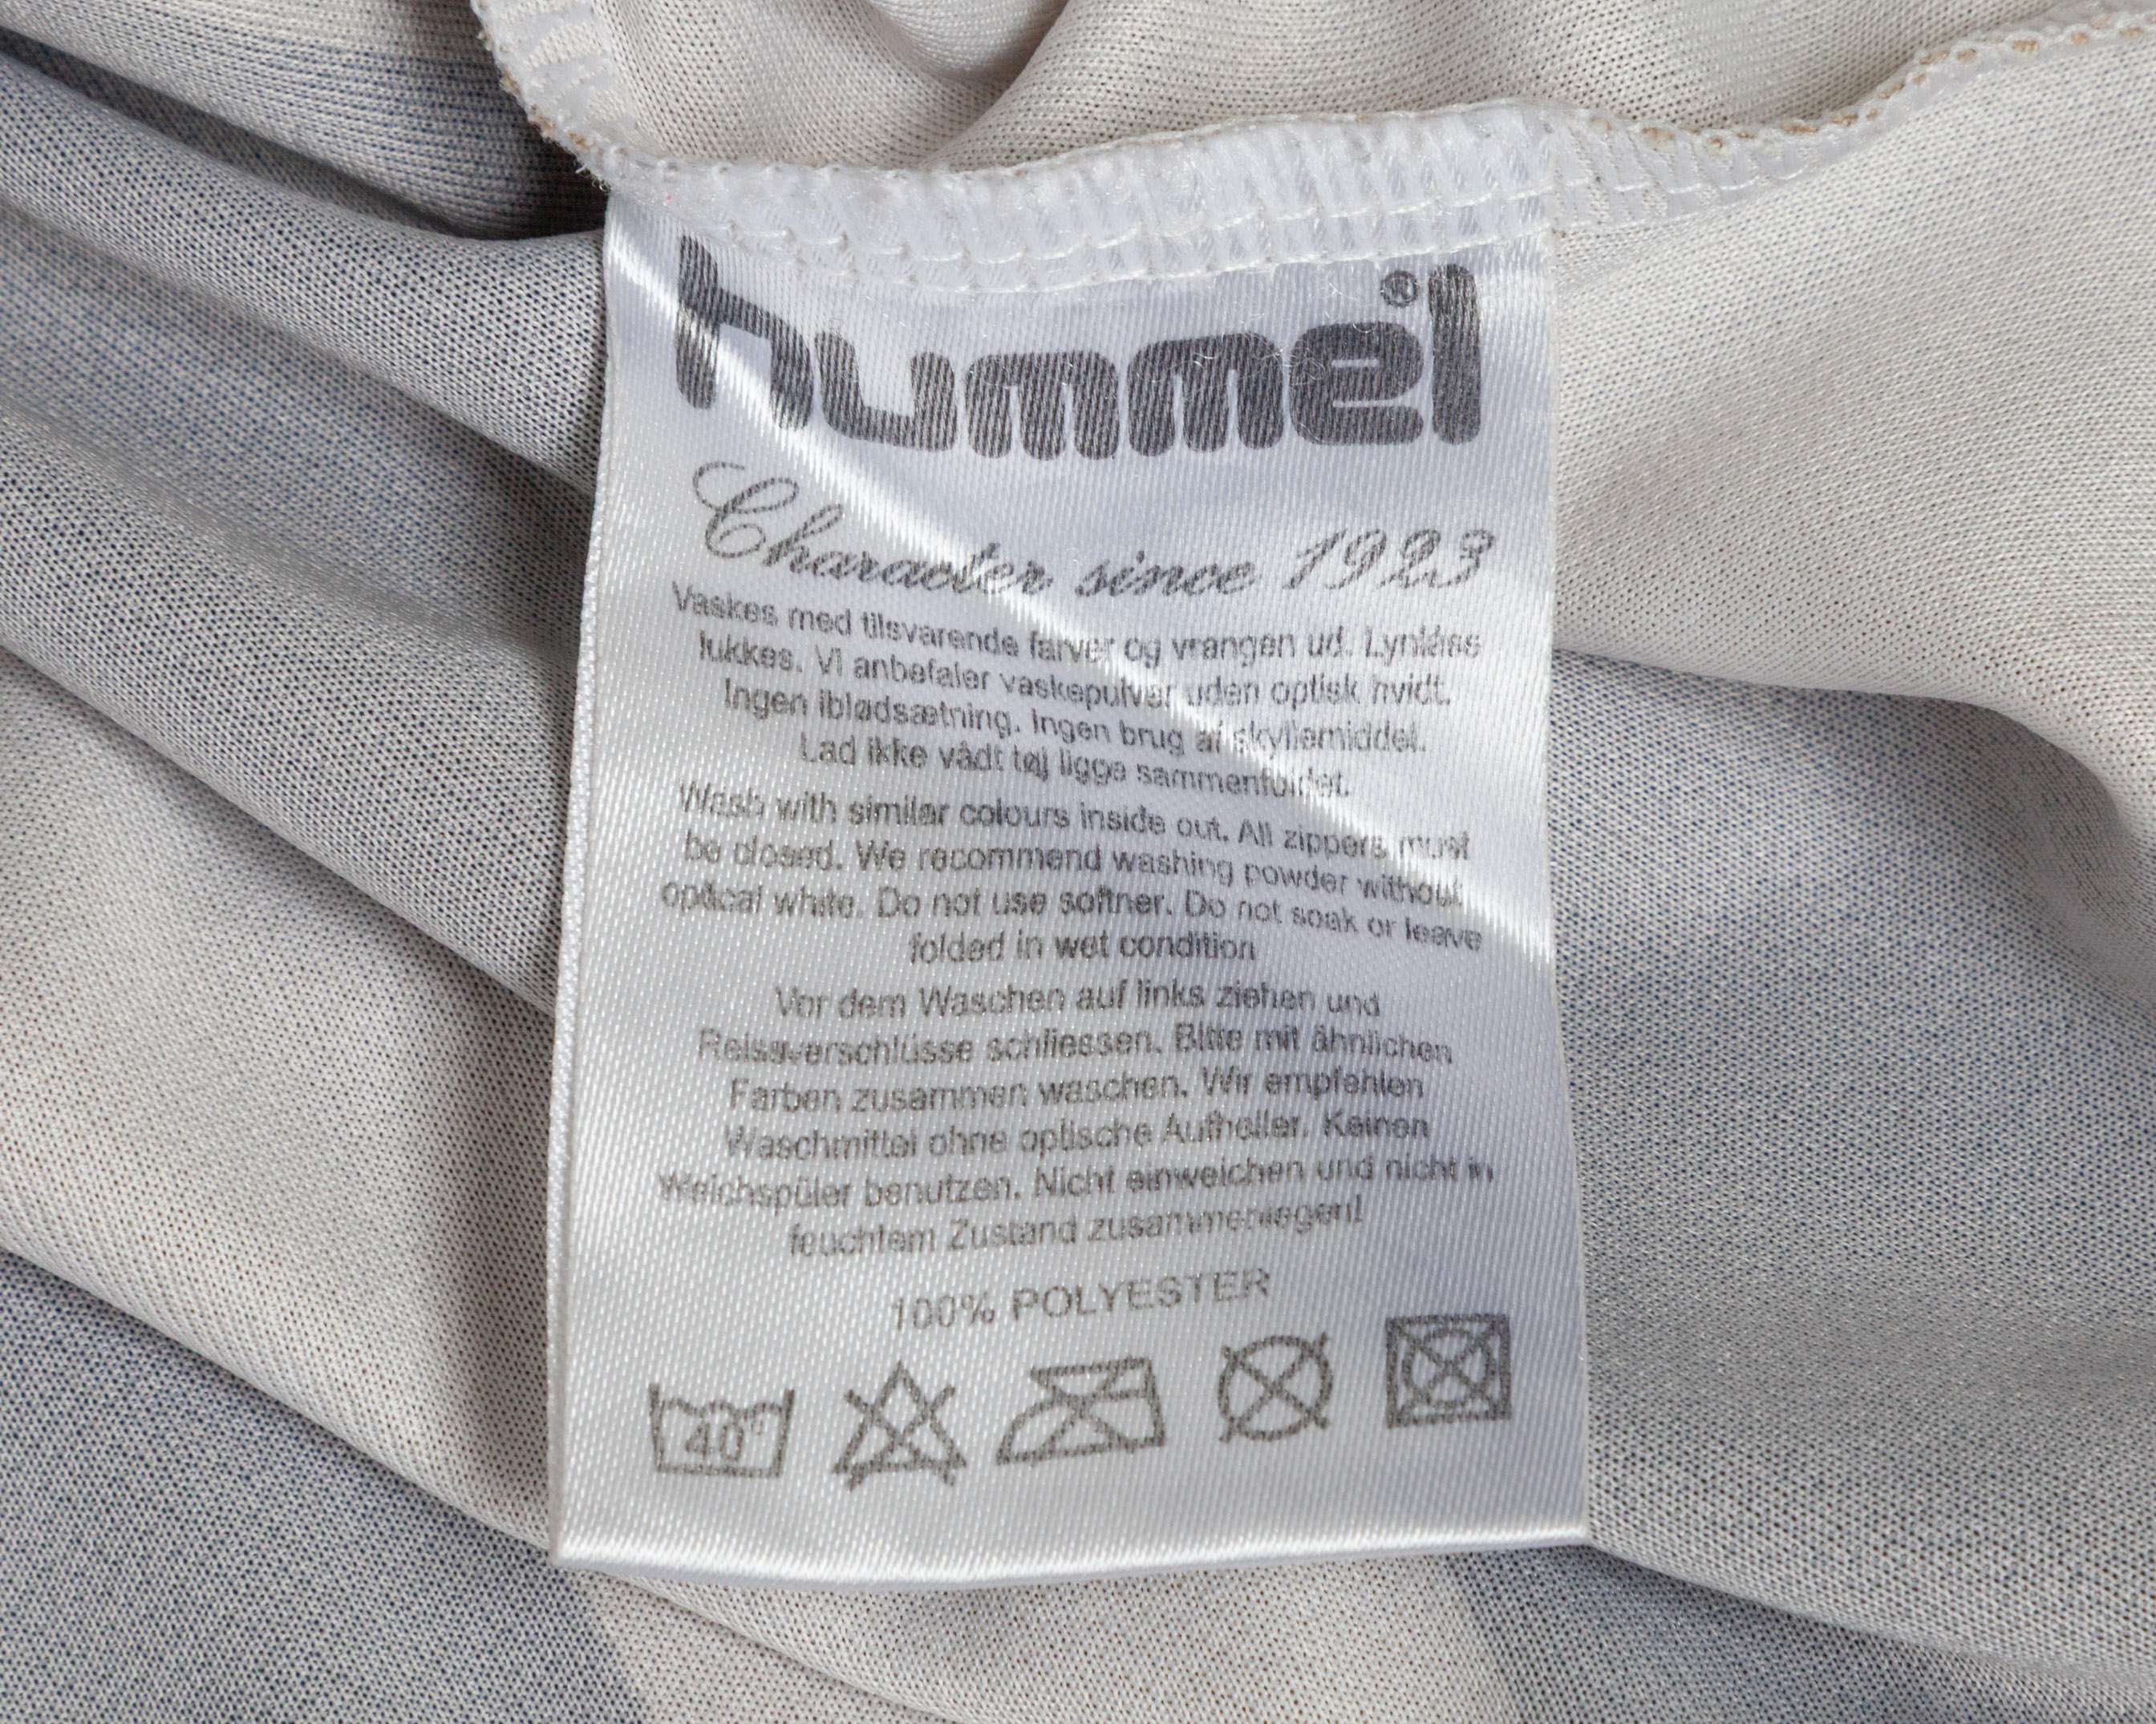 hummel®
Character since 1923
Vaskes med tilsvarende farver og vrangen ud. Lynlåse
lukkes. Vi anbefaler vaskepulver uden optisk hvidt.
Ingen iblødsætning. Ingen brug af skyllemiddel.
Lad ikke vådt tøj ligge sammenfoldet.
Wash with similar colours inside out. All zippers must
be closed. We recommend washing powder without
optical white. Do not use softner. Do not soak or leave
folded in wet condition
Vor dem Waschen auf links ziehen und
Reissverschlüsse schliessen. Bitte mit ähnlichen
Farben zusammen waschen. Wir empfehlen
Waschmittel ohne optische Aufheller. Keinen
Weichspüler benutzen. Nicht einweichen und nicht in
feuchtem Zustand zusammenlegen!
100% POLYESTER
40°